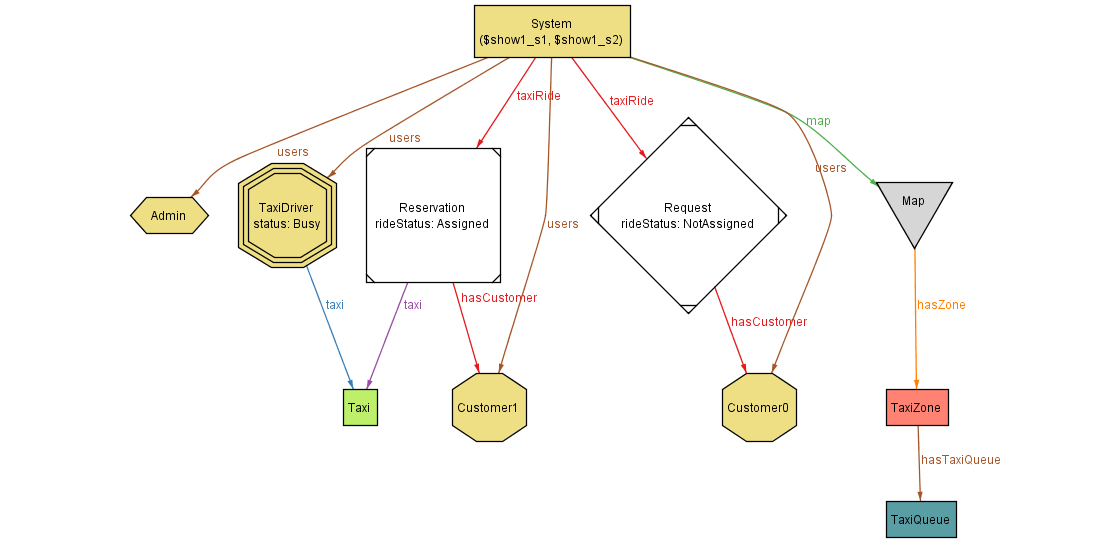 System
($show1_s1, $show1_s2)
taxiRide
taxiRide
map
users
users
users
Admin
TaxiDriver
status: Busy
Reservation
rideStatus: Assigned
Request
rideStatus: NotAssigned
Map
users
taxi
taxi
hasCustomer
hasCustomer
hasZone
Taxi
Customer1
Customer0
TaxiZone
hasTaxiQueue
TaxiQueue